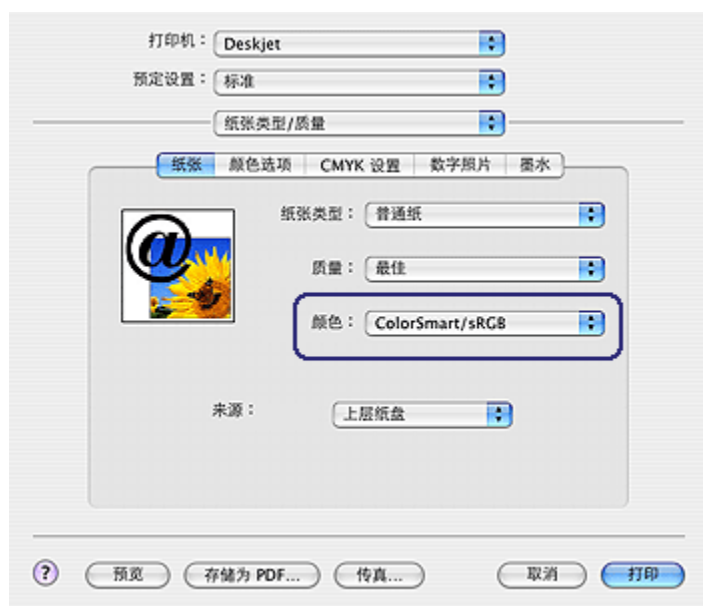 打印机： Deskjet
预定设置： 标准
纸张类型/质量
纸张 颜色选项 CMYK 设置 数字照片 墨水
纸张类型： 普通纸
@
质量： 最佳
颜色： ColorSmart/sRGB
来源： 上层纸盘
? 预览 存储为 PDF... 传真... 取消 打印